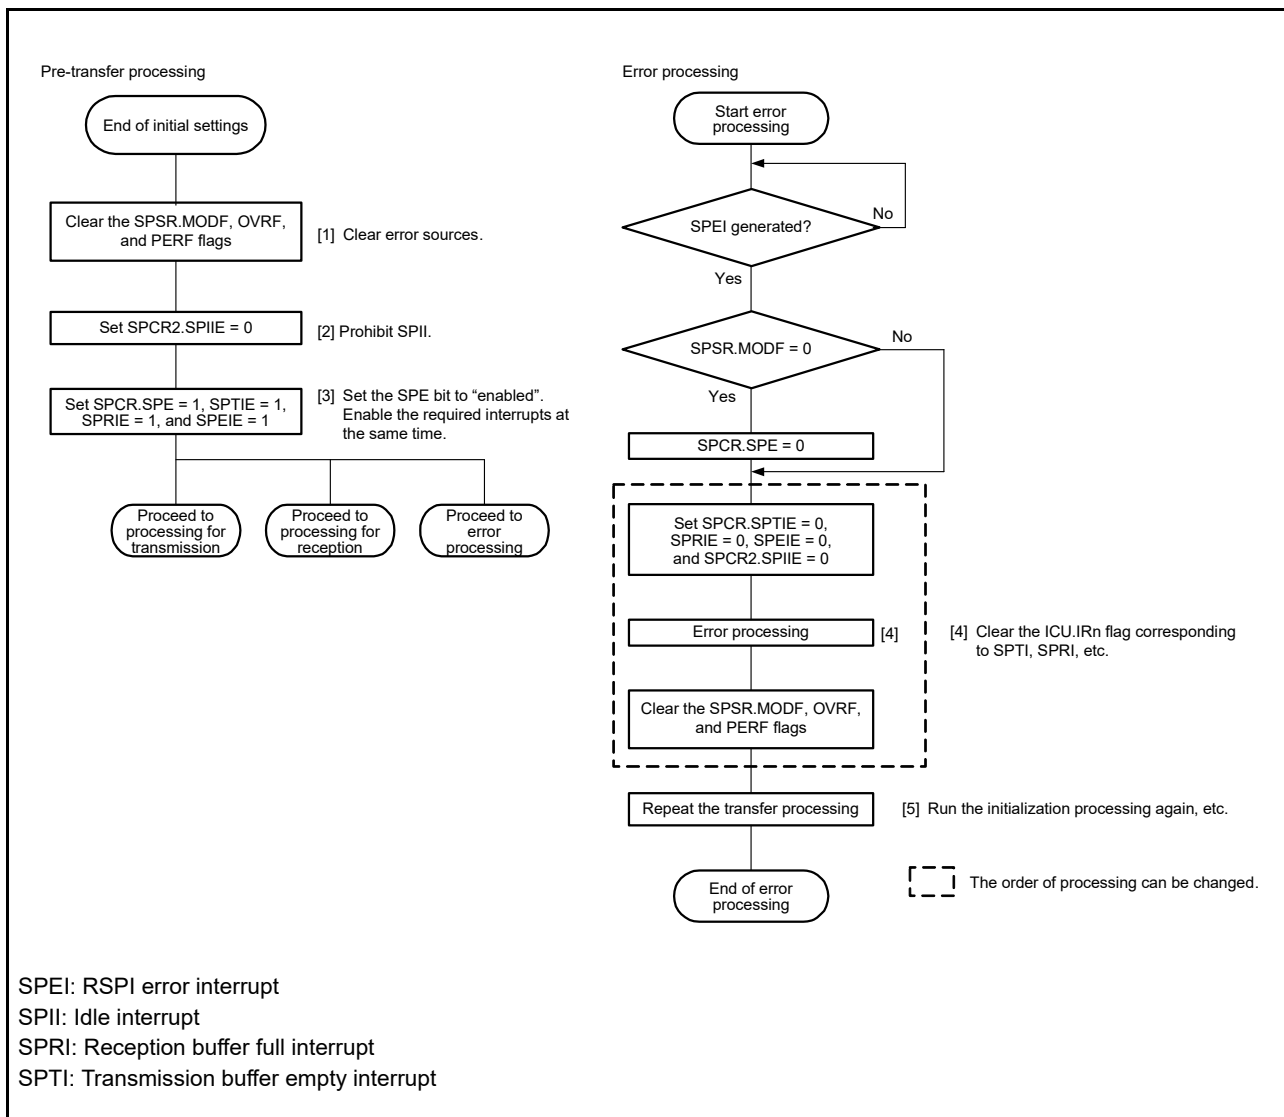 Pre-transfer processing
End of initial settings
Clear the SPSR.MODF, OVRF,
and PERF flags
[1] Clear error sources.
Set SPCR2.SPIIE = 0
[2] Prohibit SPII.
Set SPCR.SPE = 1, SPTIE = 1,
SPRIE = 1, and SPEIE = 1
[3] Set the SPE bit to “enabled”.
Enable the required interrupts at
the same time.
Proceed to
processing for
transmission
Proceed to
processing for
reception
Proceed to
error
processing
Error processing
Start error
processing
SPEI generated?
No
Yes
SPSR.MODF = 0
No
Yes
SPCR.SPE = 0
Set SPCR.SPTIE = 0,
SPRIE = 0, SPEIE = 0,
and SPCR2.SPIIE = 0
Error processing
[4]
[4] Clear the ICU.IRn flag corresponding
to SPTI, SPRI, etc.
Clear the SPSR.MODF, OVRF,
and PERF flags
Repeat the transfer processing
[5] Run the initialization processing again, etc.
End of error
processing
The order of processing can be changed.
SPEI: RSPI error interrupt
SPII: Idle interrupt
SPRI: Reception buffer full interrupt
SPTI: Transmission buffer empty interrupt